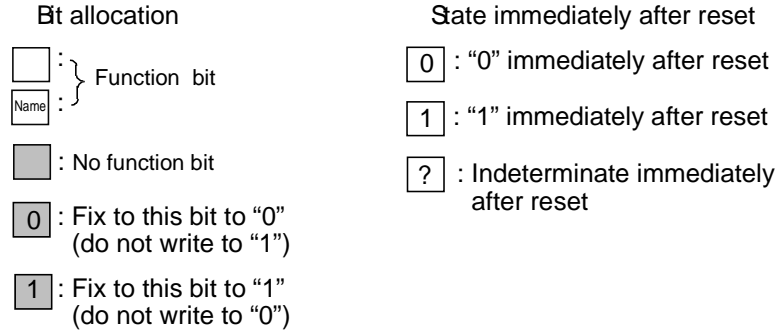 Bit allocation
:
Name :
Function bit
: No function bit
0 : Fix to this bit to “0”
(do not write to “1”)
1 : Fix to this bit to “1”
(do not write to “0”)
State immediately after reset
0 : “0” immediately after reset
1 : “1” immediately after reset
? : Indeterminate immediately
after reset